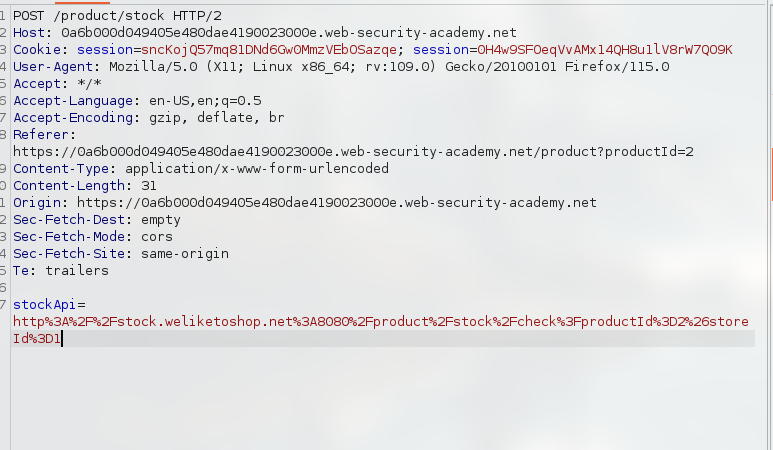 1 POST /product/stock HTTP/2
2 Host: 0a6b000d049405e480dae4190023000e.web-security-academy.net
3 Cookie: session=sncKojQ57mq81DNd6Gw0MmzVEbOSazqe; session=0H4w9SFOeqVvAMx14QH8u1lV8rW7QO9K
4 User-Agent: Mozilla/5.0 (X11; Linux x86_64; rv:109.0) Gecko/20100101 Firefox/115.0
5 Accept: */*
6 Accept-Language: en-US,en;q=0.5
7 Accept-Encoding: gzip, deflate, br
8 Referer:
https://0a6b000d049405e480dae4190023000e.web-security-academy.net/product?productId=2
9 Content-Type: application/x-www-form-urlencoded
0 Content-Length: 31
1 Origin: https://0a6b000d049405e480dae4190023000e.web-security-academy.net
2 Sec-Fetch-Dest: empty
3 Sec-Fetch-Mode: cors
4 Sec-Fetch-Site: same-origin
5 Te: trailers
6
7 stockApi=
http%3A%2F%2Fstock.weliketoshop.net%3A8080%2Fproduct%2Fstock%2Fcheck%3FproductId%3D2%26store
Id%3D1